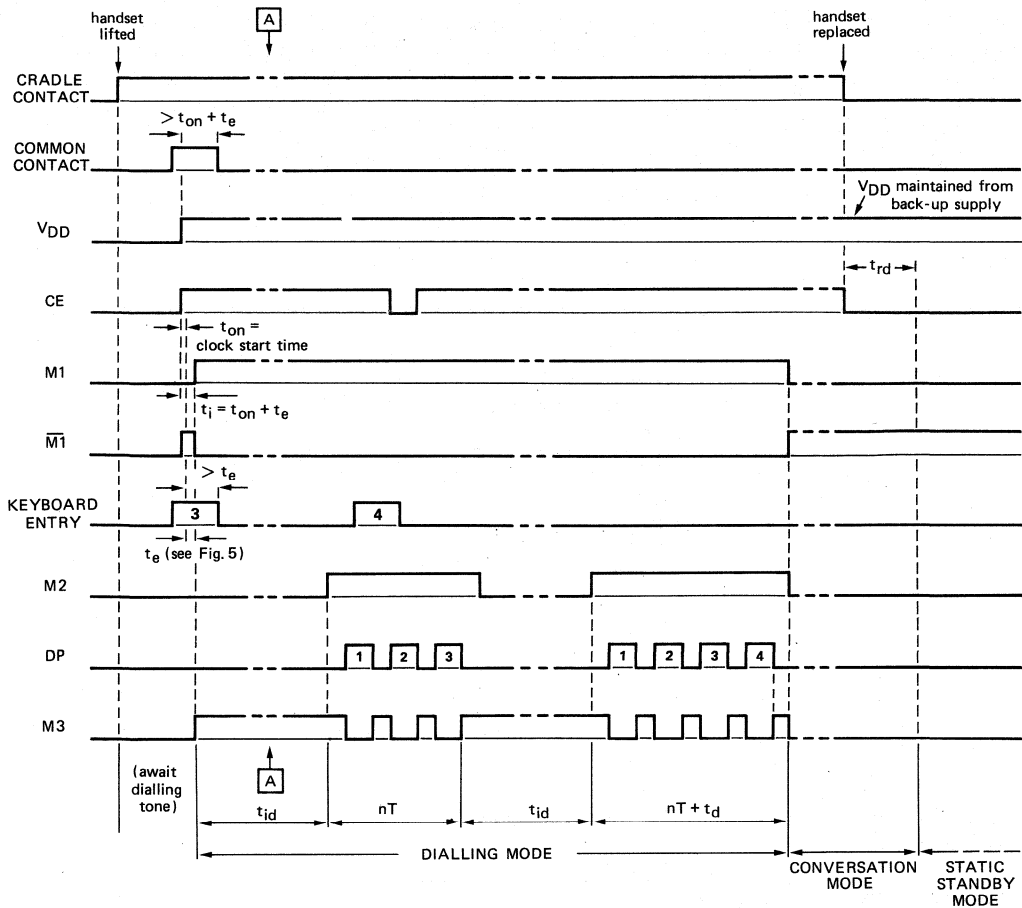 handset
lifted
A
handset
replaced
CRADLE
CONTACT
> ton + te
COMMON
CONTACT
VDD maintained from
back-up supply
VDD
trd
CE
ton =
clock start time
M1
ti = ton + te
M1
> te
KEYBOARD
ENTRY
3
4
te (see Fig. 5)
M2
DP
1 2 3
1 2 3 4
M3
(await
dialling
tone)
A
tid
nT
tid
nT + td
DIALLING MODE
CONVERSATION
MODE
STATIC
STANDBY
MODE